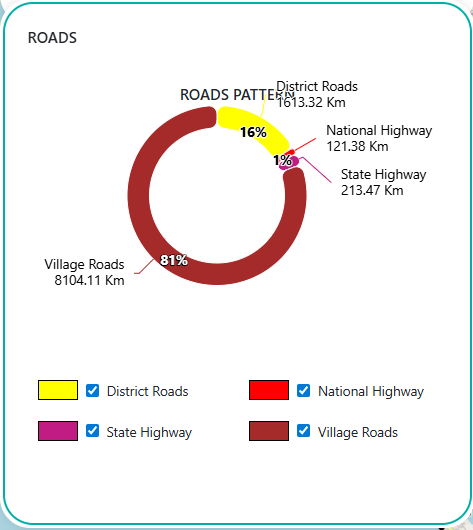 ROADS
ROADS PATTERN
District Roads
1613.32 Km
16%
National Highway
121.38 Km
1%
State Highway
213.47 Km
81%
Village Roads
8104.11 Km
District Roads
National Highway
State Highway
Village Roads